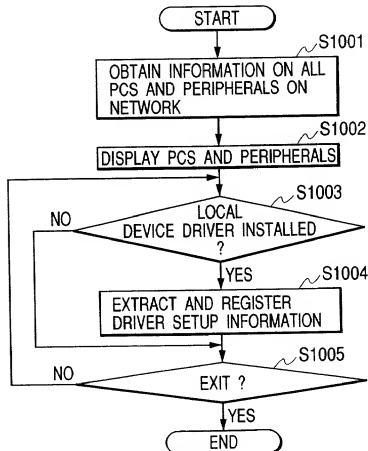 START
S1001
OBTAIN INFORMATION ON ALL
PCS AND PERIPHERALS ON
NETWORK
S1002
DISPLAY PCS AND PERIPHERALS
S1003
NO
LOCAL
DEVICE DRIVER INSTALLED
?
YES
S1004
EXTRACT AND REGISTER
DRIVER SETUP INFORMATION
S1005
NO
EXIT ?
YES
END